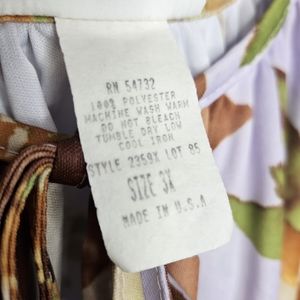 RN 54732
100% POLYESTER
MACHINE WASH WARM
DO NOT BLEACH
TUMBLE DRY LOW
COOL IRON
STYLE 2359X LOT 85
SIZE 3X
MADE IN U.S.A